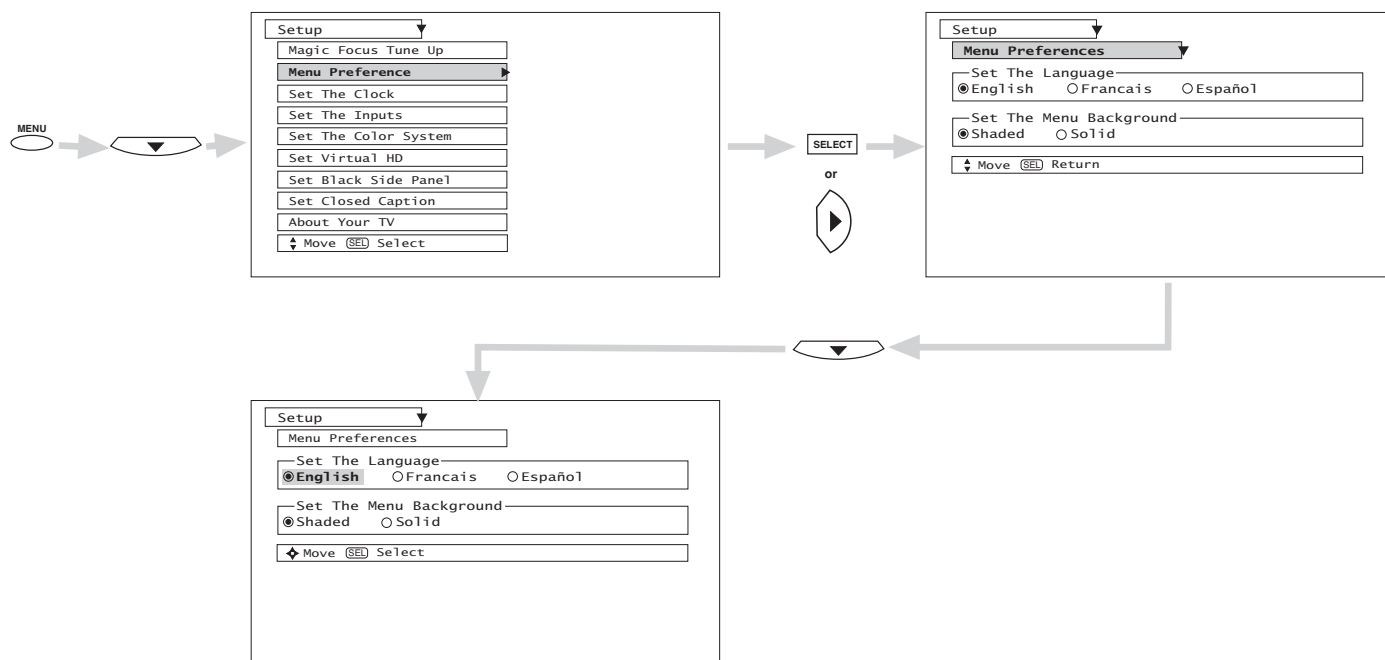 MENU
Setup
Magic Focus Tune Up
Menu Preference
Set The Clock
Set The Inputs
Set The Color System
Set Virtual HD
Set Black Side Panel
Set Closed Caption
About Your TV
Move SEL Select
SELECT
or
Setup
Menu Preferences
Set The Language
English Francais Español
Set The Menu Background
Shaded Solid
Move SEL Return
Setup
Menu Preferences
Set The Language
English Francais Español
Set The Menu Background
Shaded Solid
Move SEL Select